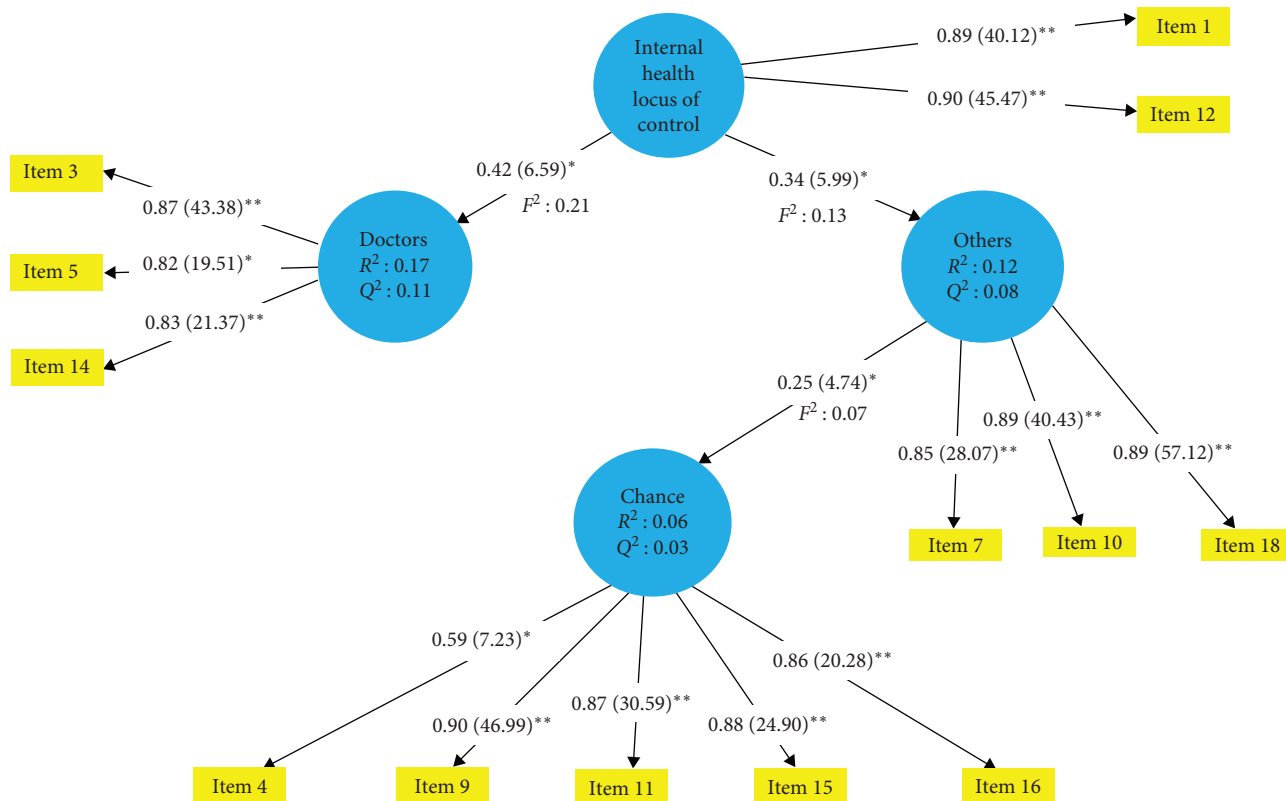 Internal
health
locus of
control
0.89 (40.12)**
Item 1
0.90 (45.47)**
Item 12
0.42 (6.59)*
F² : 0.21
0.34 (5.99)*
F² : 0.13
Item 3
0.87 (43.38)**
Item 5
0.82 (19.51)*
0.83 (21.37)**
Item 14
Doctors
R² : 0.17
Q² : 0.11
Others
R² : 0.12
Q² : 0.08
0.25 (4.74)*
F² : 0.07
0.85 (28.07)**
0.89 (40.43)**
0.89 (57.12)**
Item 7
Item 10
Item 18
Chance
R² : 0.06
Q² : 0.03
0.59 (7.23)*
0.90 (46.99)**
0.87 (30.59)**
0.88 (24.90)**
0.86 (20.28)**
Item 4
Item 9
Item 11
Item 15
Item 16